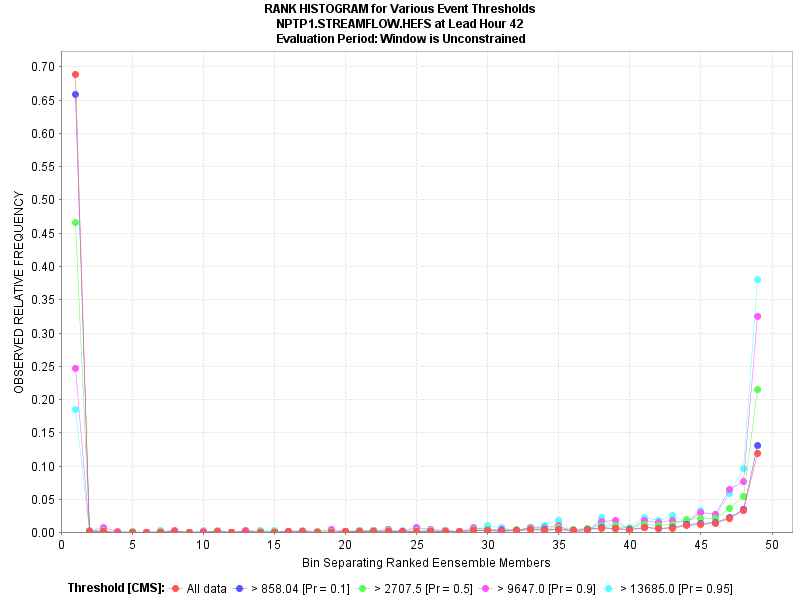 RANK HISTOGRAM for Various Event Thresholds
NPTP1.STREAMFLOW.HEFS at Lead Hour 42
Evaluation Period: Window is Unconstrained
OBSERVED RELATIVE FREQUENCY
0.70
0.65
0.60
0.55
0.50
0.45
0.40
0.35
0.30
0.25
0.20
0.15
0.10
0.05
0.00
0 5 10 15 20 25 30 35 40 45 50
Bin Separating Ranked Eensemble Members
Threshold [CMS]: All data > 858.04 [Pr = 0.1] > 2707.5 [Pr = 0.5] > 9647.0 [Pr = 0.9] > 13685.0 [Pr = 0.95]